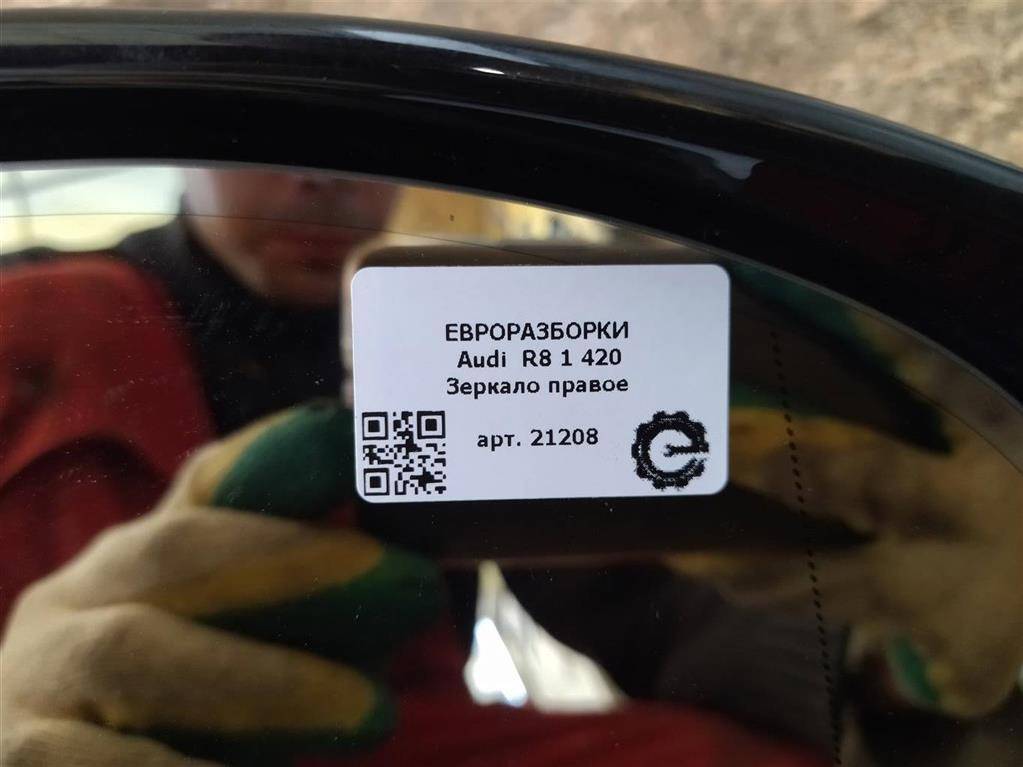 ЕВРОРАЗБОРКИ
Audi R8 1 420
Зеркало правое
арт. 21208